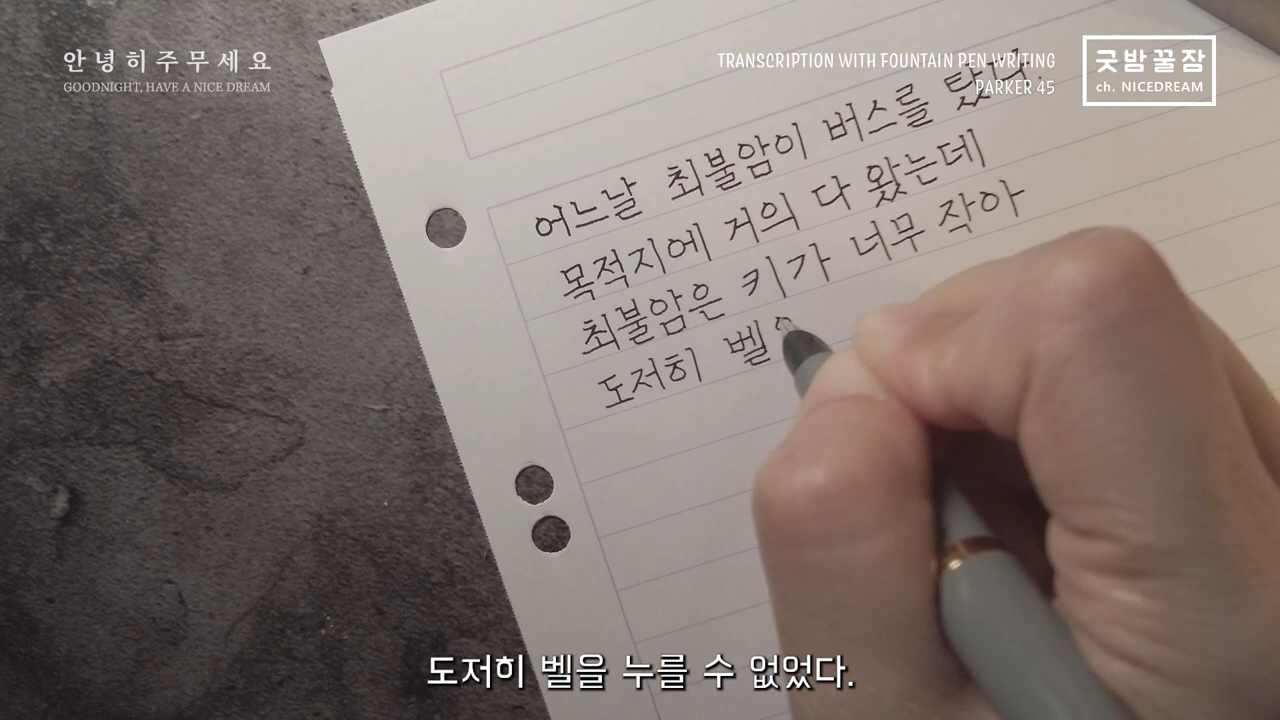 안녕히주무세요
GOODNIGHT, HAVE A NICE DREAM
TRANSCRIPTION WITH FOUNTAIN PEN WRITING
PARKER 45
굿밤꿀잠
ch. NICEDREAM
어느날 최불암이 버스를 탔다.
목적지에 거의 다 왔는데
최불암은 키가 너무 작아
도저히 벨
도저히 벨을 누를 수 없었다.